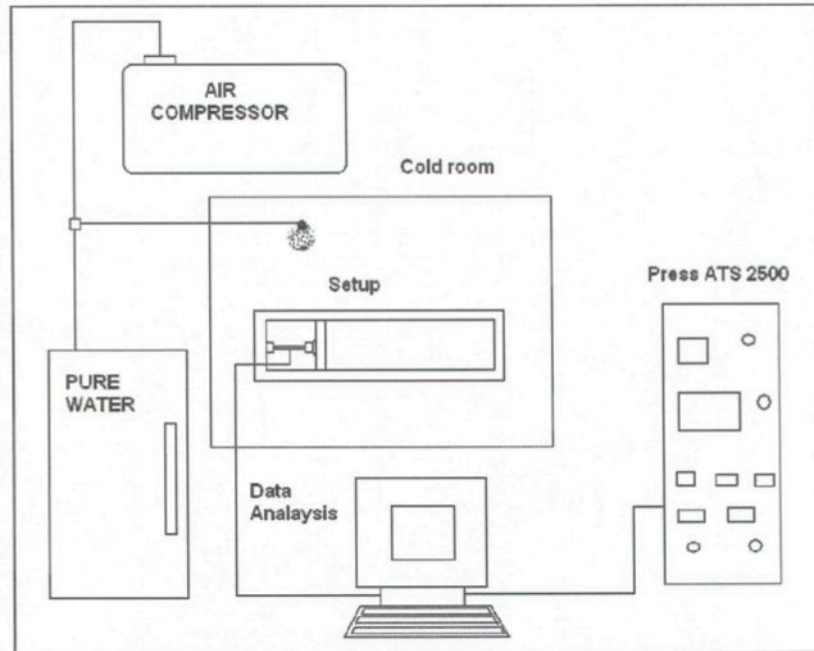 AIR
COMPRESSOR
Cold room
Setup
Press ATS 2500
PURE
WATER
Data
Analaysis